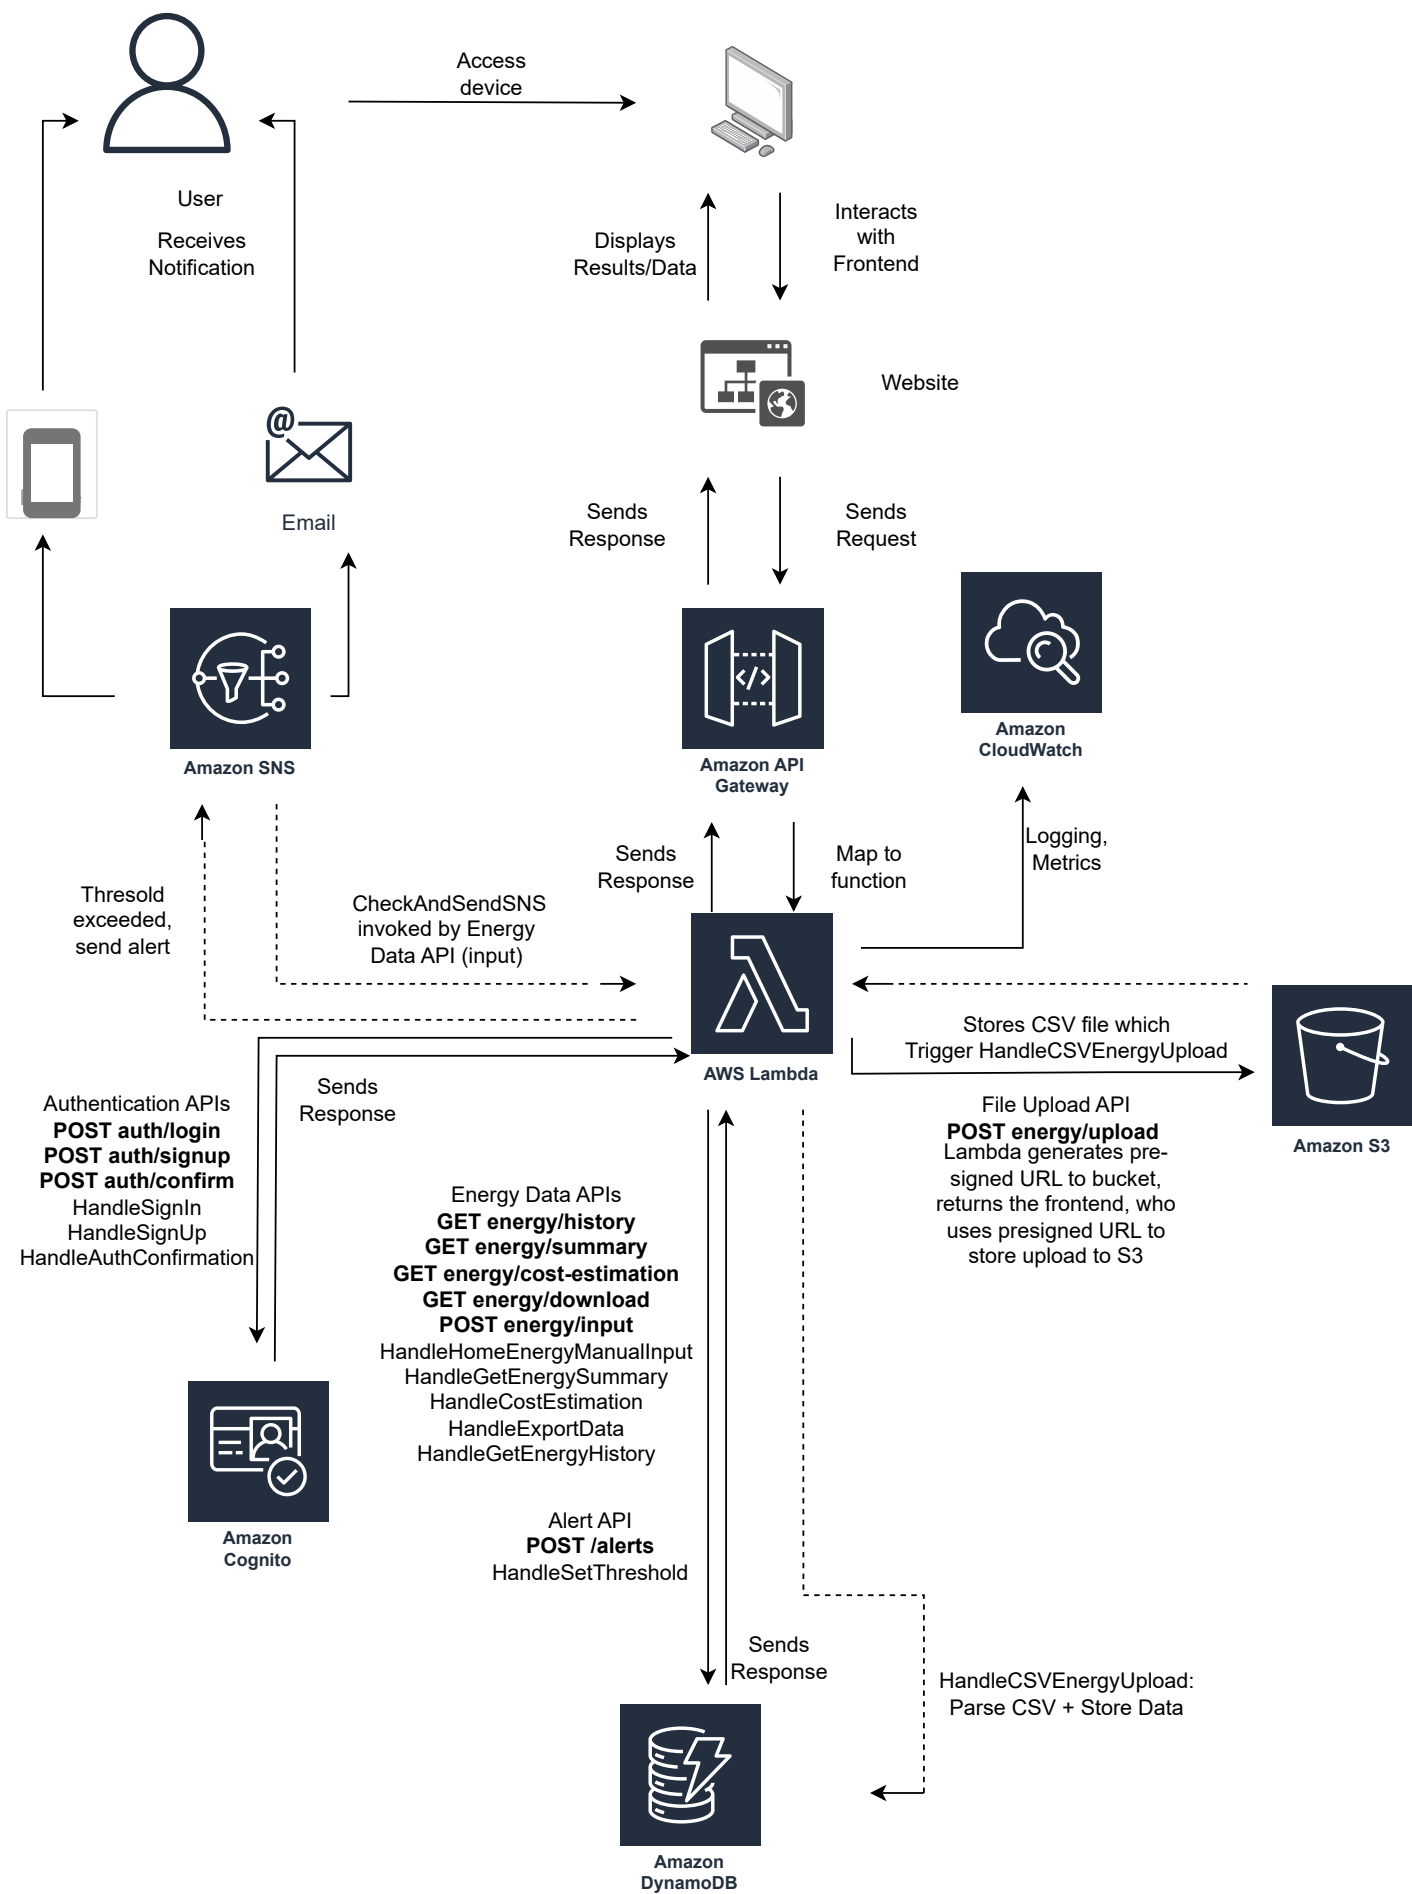 Access
device
User
Receives
Notification
Displays
Results/Data
Interacts
with
Frontend
Website
@
Email
Sends
Response
Sends
Request
</>
Amazon SNS
Amazon API
Gateway
Amazon
CloudWatch
Thresold
exceeded,
send alert
CheckAndSendSNS
invoked by Energy
Data API (input)
Sends
Response
Map to
function
Logging,
Metrics
AWS Lambda
Stores CSV file which
Trigger HandleCSVEnergyUpload
File Upload API
POST energy/upload
Lambda generates pre-
signed URL to bucket,
returns the frontend, who
uses presigned URL to
store upload to S3
Amazon S3
Sends
Response
Authentication APIs
POST auth/login
POST auth/signup
POST auth/confirm
HandleSignIn
HandleSignUp
HandleAuthConfirmation
Energy Data APIs
GET energy/history
GET energy/summary
GET energy/cost-estimation
GET energy/download
POST energy/input
HandleHomeEnergyManualInput
HandleGetEnergySummary
HandleCostEstimation
HandleExportData
HandleGetEnergyHistory
Amazon
Cognito
Alert API
POST /alerts
HandleSetThreshold
Sends
Response
HandleCSVEnergyUpload:
Parse CSV + Store Data
Amazon
DynamoDB